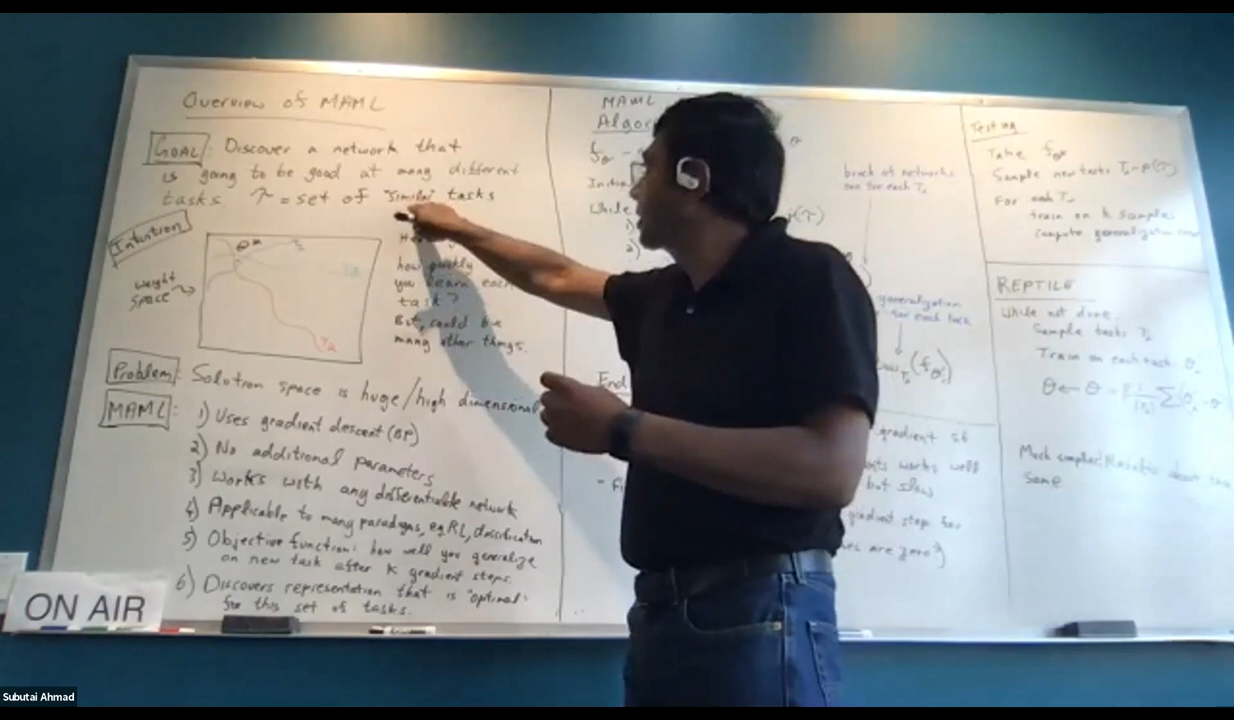 Overview of MAML
GOAL: Discover a network that
is going to be good at many different
tasks. T = set of "similar" tasks
Intuition
Weight
Space
how quickly
you learn each
task?
But, could be
many other things.
Problem: Solution space is huge/high dimensional
MAML: 1) Uses gradient descent (BP)
2) No additional parameters
3) Works with any differentiable network
4) Applicable to many paradigms, eg RL, classification
5) Objective function: how well you generalize
on new task after K gradient steps.
6) Discovers representation that is "optimal"
for this set of tasks.
MAML
While
1)
2)
End
brack of networks
one for each Ti
generalization
for each task
gradient of
works well
but slow
gradient step for
are zero?)
Testing
Take fθ*
Sample new tasks Ti ~ p(T)
For each Ti
train on K samples
compute generalization error
REPTILE
While not done:
Sample tasks Ti
Train on each task: θi
Much simpler! Results about the
same
ON AIR
Subutai Ahmad